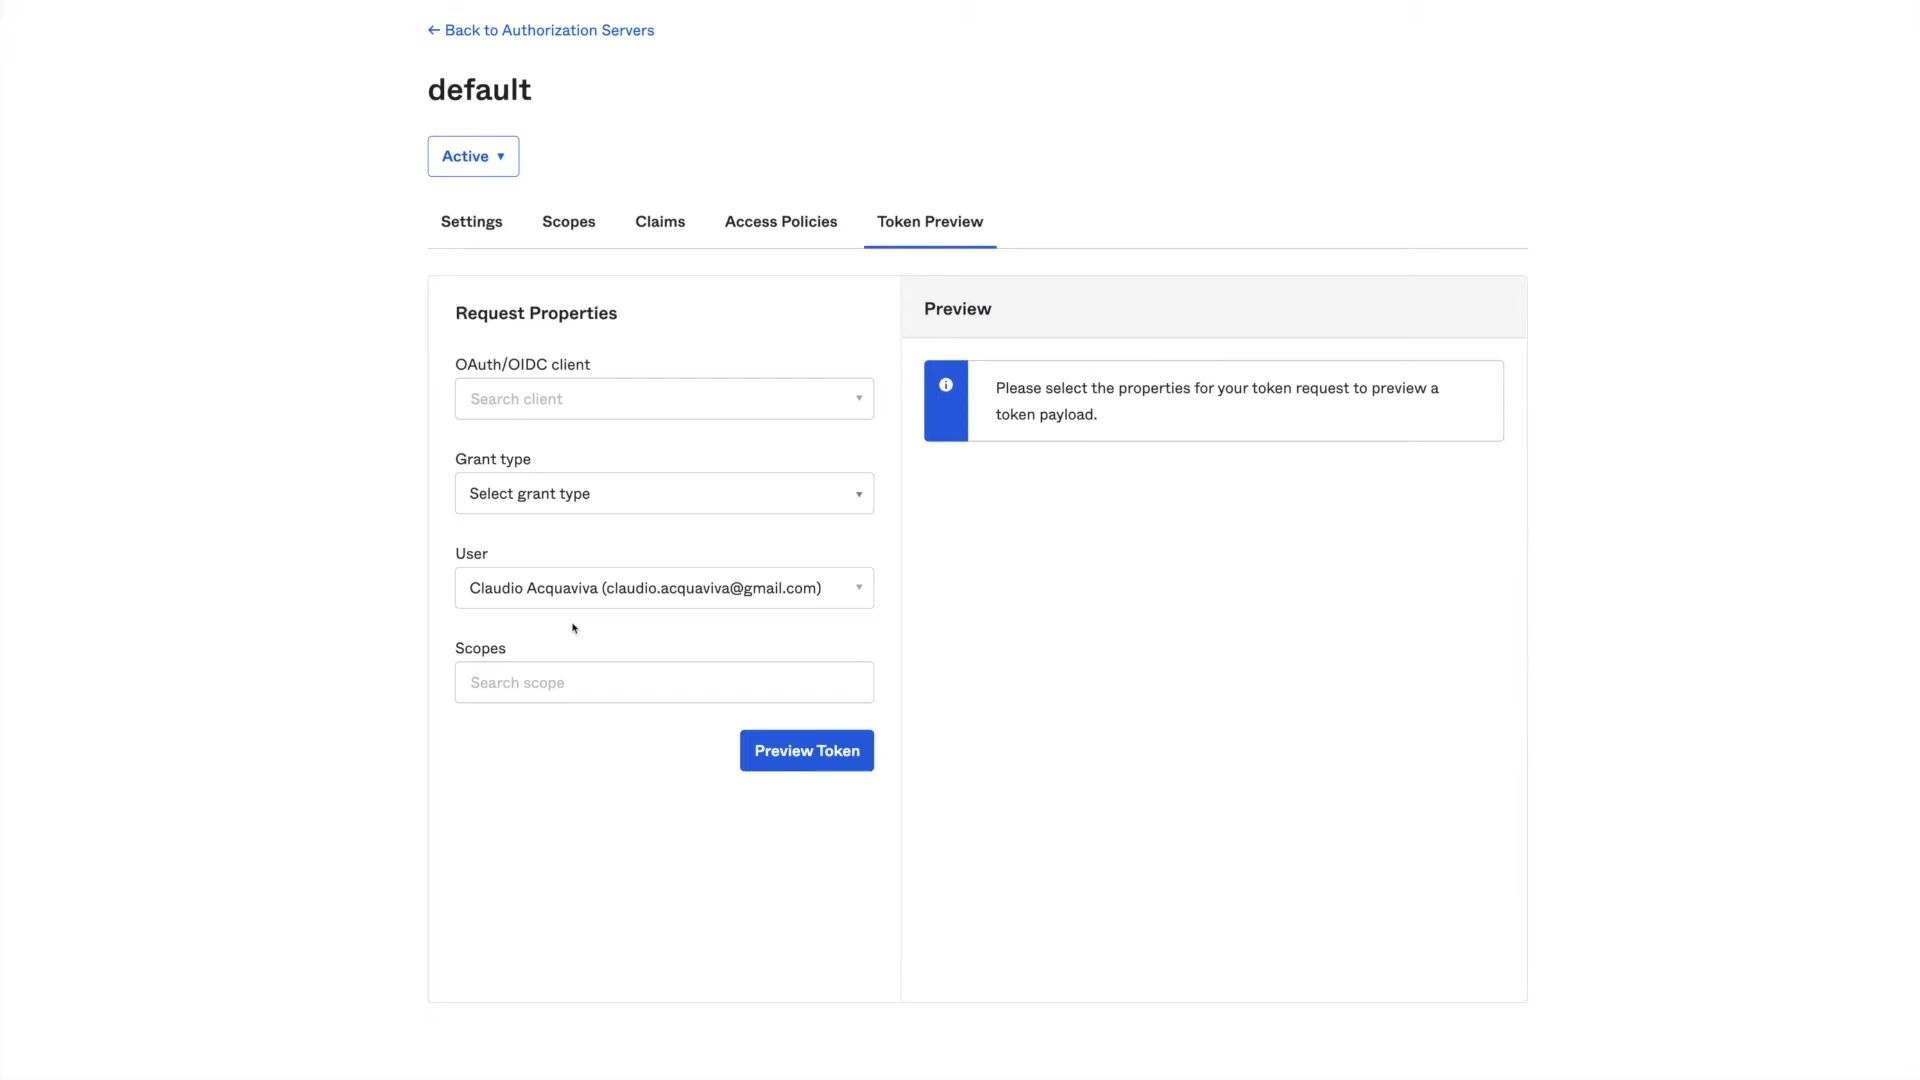 ← Back to Authorization Servers
default
Active ▼
Settings Scopes Claims Access Policies Token Preview
Request Properties
OAuth/OIDC client
Search client
Grant type
Select grant type
User
Claudio Acquaviva (claudio.acquaviva@gmail.com)
Scopes
Search scope
Preview Token
Preview
Please select the properties for your token request to preview a
token payload.